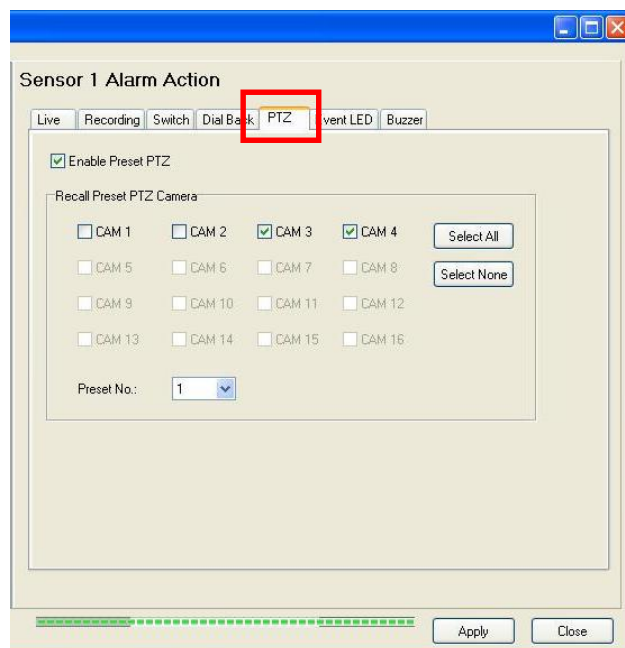 Sensor 1 Alarm Action
Live Recording Switch Dial Back PTZ vent LED Buzzer
Enable Preset PTZ
Recall Preset PTZ Camera
CAM 1 CAM 2 CAM 3 CAM 4 Select All
CAM 5 CAM 6 CAM 7 CAM 8 Select None
CAM 9 CAM 10 CAM 11 CAM 12
CAM 13 CAM 14 CAM 15 CAM 16
Preset No.: 1
Apply Close